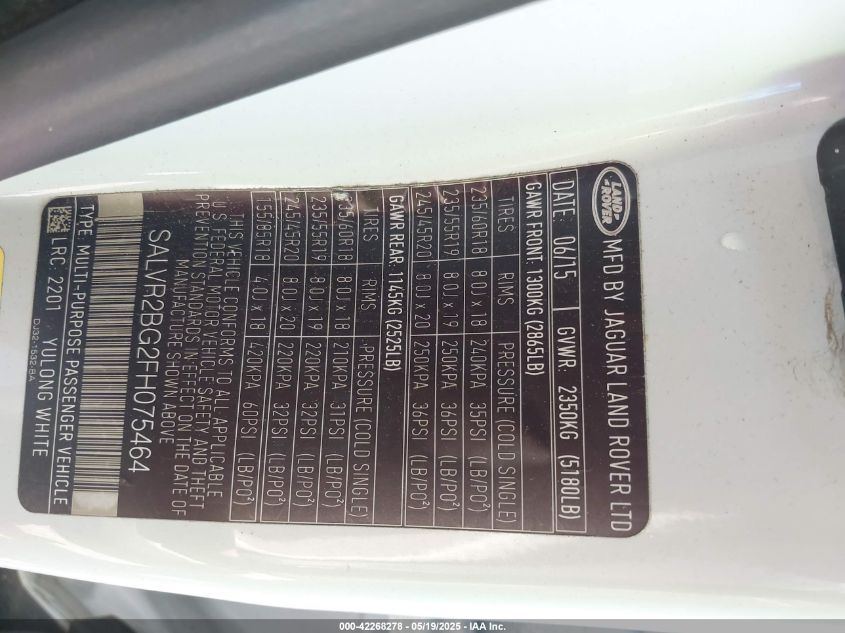 LAND ROVER
MFD BY JAGUAR LAND ROVER LTD
DATE: 06/15 GVWR: 2350KG (5180LB)
GAWR FRONT: 1300KG (2865LB)
TIRES RIMS PRESSURE (COLD SINGLE)
235/60R18 8.0J x 18 240KPA 35PSI (LB/PO²)
235/55R19 8.0J x 19 250KPA 36PSI (LB/PO²)
245/45R20 8.0J x 20 250KPA 36PSI (LB/PO²)
GAWR REAR: 1145KG (2525LB)
TIRES RIMS PRESSURE (COLD SINGLE)
235/60R18 8.0J x 18 210KPA 31PSI (LB/PO²)
235/55R19 8.0J x 19 220KPA 32PSI (LB/PO²)
245/45R20 8.0J x 20 220KPA 32PSI (LB/PO²)
T155/85R18 4.0J x 18 420KPA 60PSI (LB/PO²)
THIS VEHICLE CONFORMS TO ALL APPLICABLE
U.S. FEDERAL MOTOR VEHICLE SAFETY AND THEFT
PREVENTION STANDARDS IN EFFECT ON THE DATE OF
MANUFACTURE SHOWN ABOVE
SALVR2BG2FH075464
TYPE: MULTI-PURPOSE PASSENGER VEHICLE
LRC: 2201 YULONG WHITE
DJ32-1532-BA
000-42268278 - 05/19/2025 - IAA Inc.